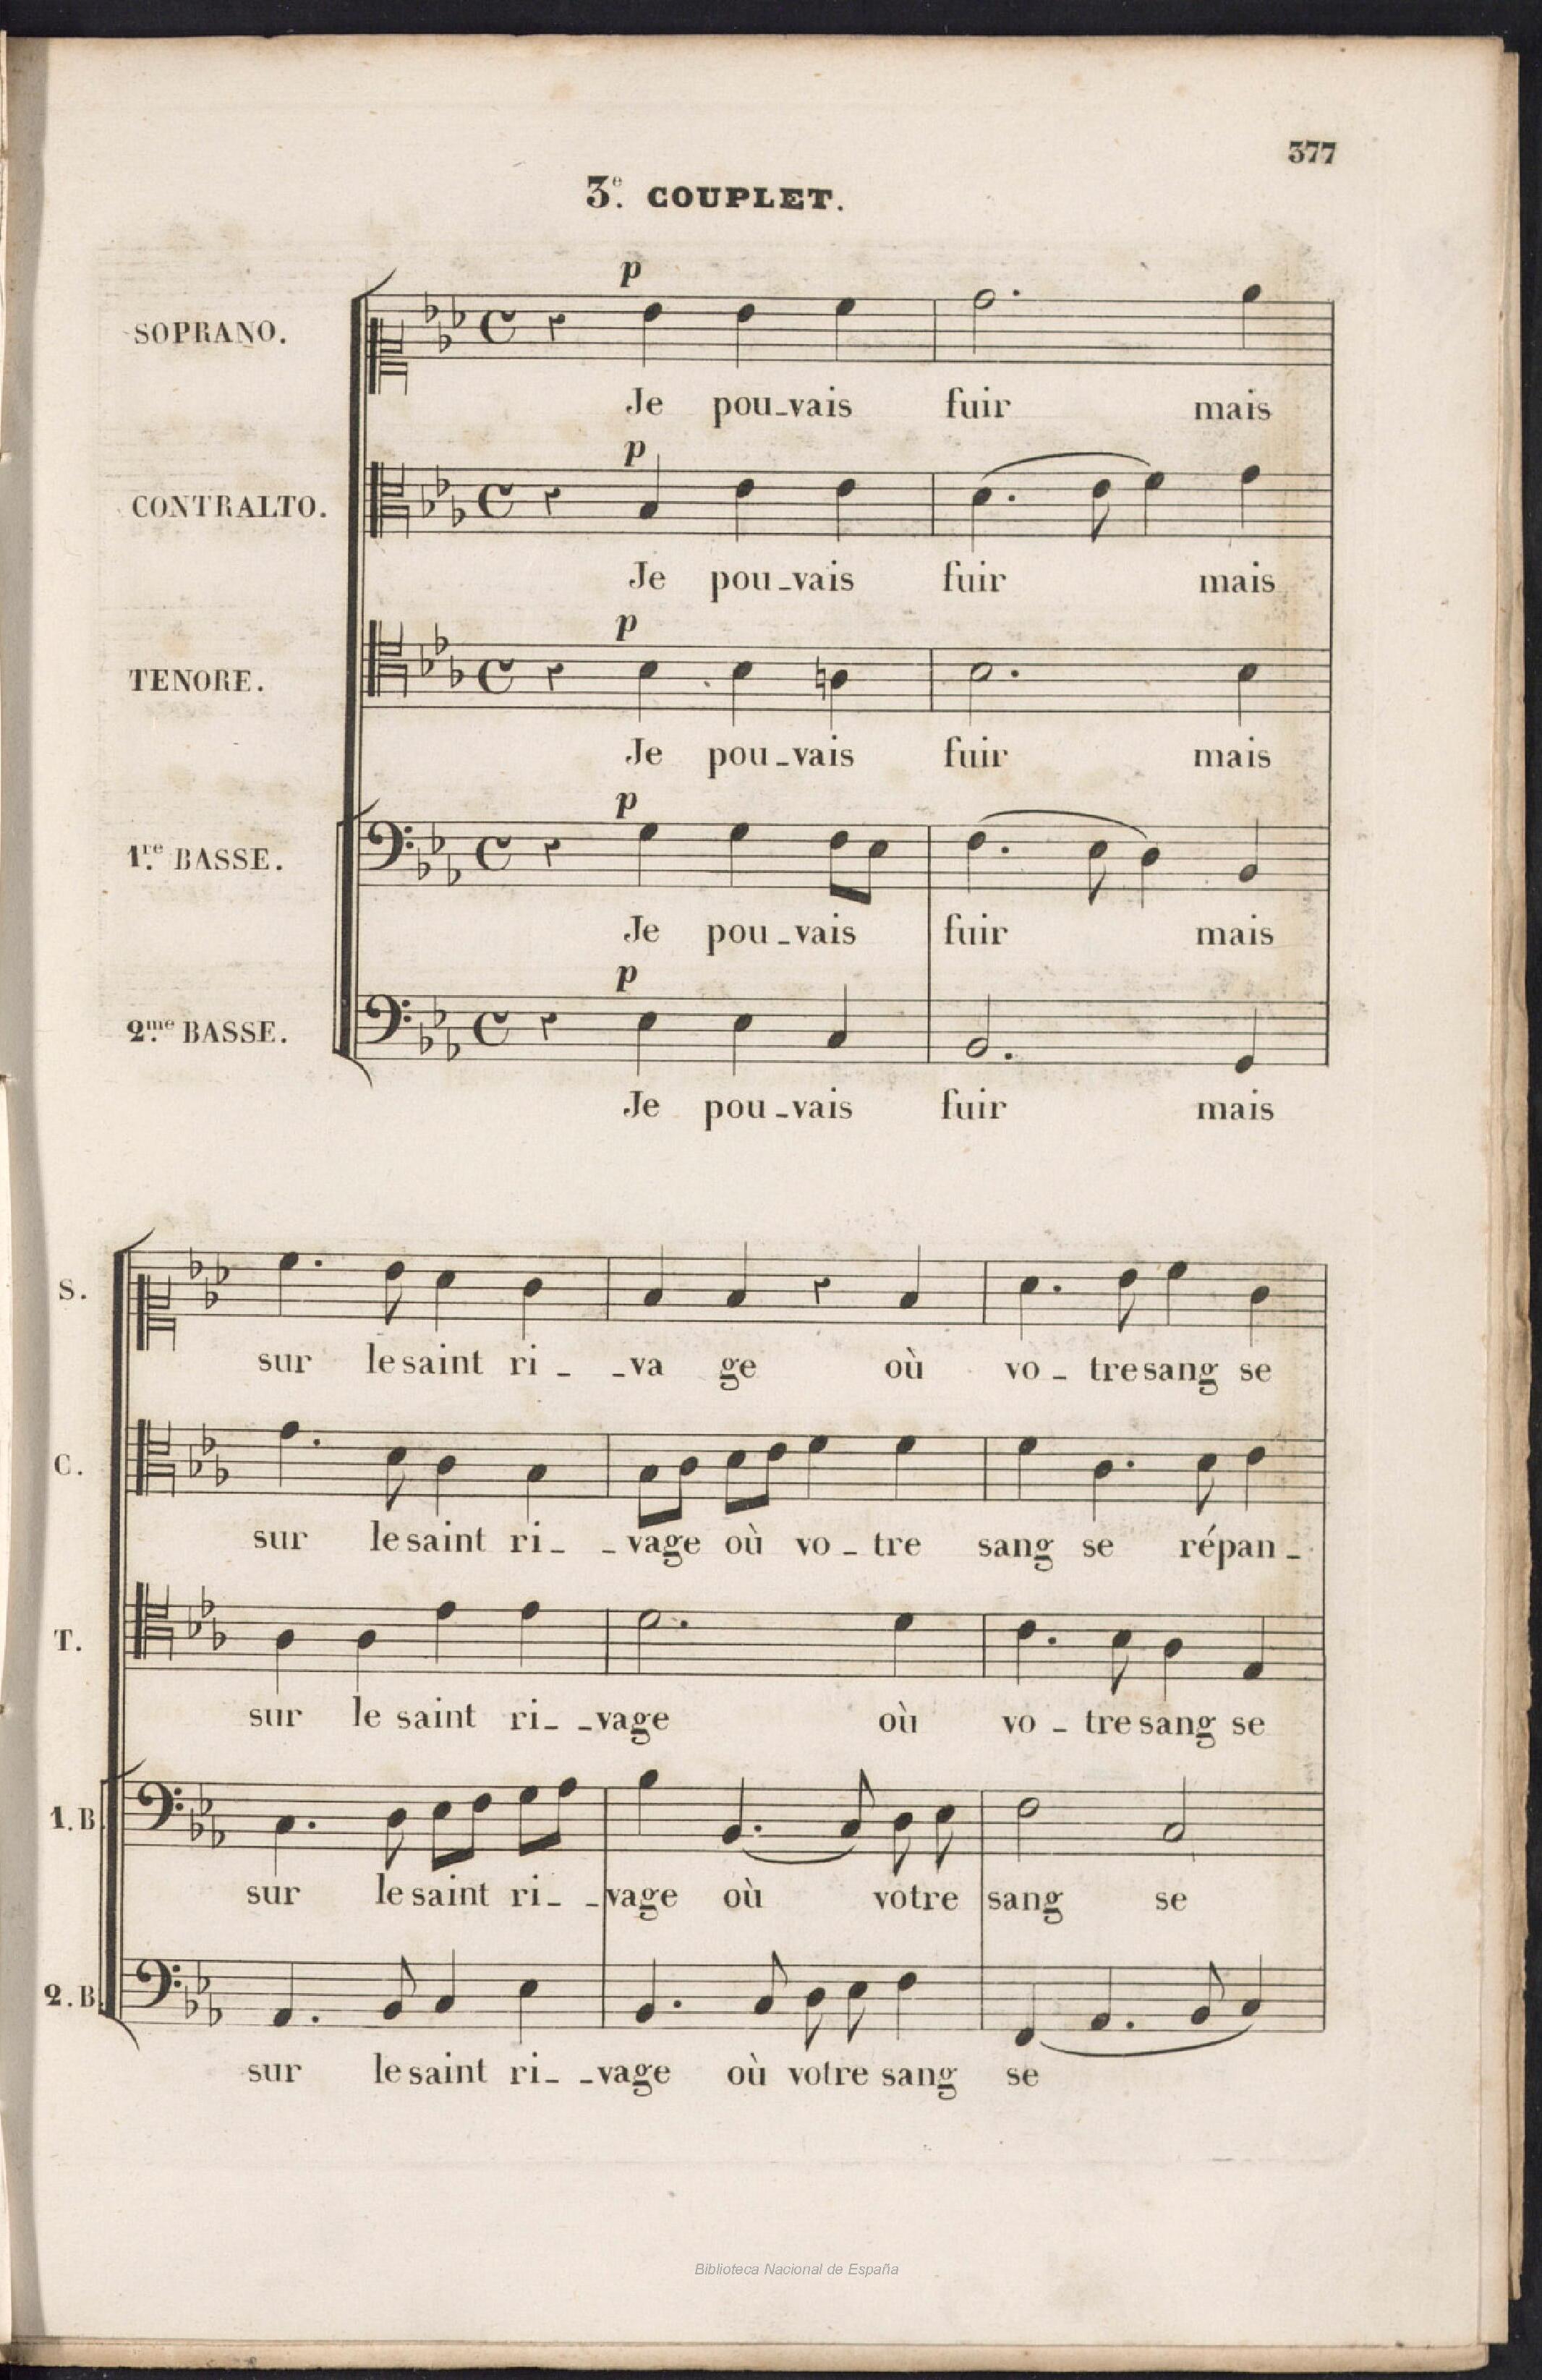 377
3e. COUPLET.
p
SOPRANO.
Je pou_vais fuir mais
p
CONTRALTO.
Je pou_vais fuir mais
p
TENORE.
Je pou_vais fuir mais
p
1.re BASSE.
Je pou_vais fuir mais
p
2.me BASSE.
Je pou_vais fuir mais
S.
sur le saint ri_ _va ge où vo_ tre sang se
C.
sur le saint ri_ _vage où vo_tre sang se répan_
T.
sur le saint ri_ _vage où vo_tre sang se
1.B.
sur le saint ri_ _vage où votre sang se
2.B.
sur le saint ri_ _vage où votre sang se
Biblioteca Nacional de España